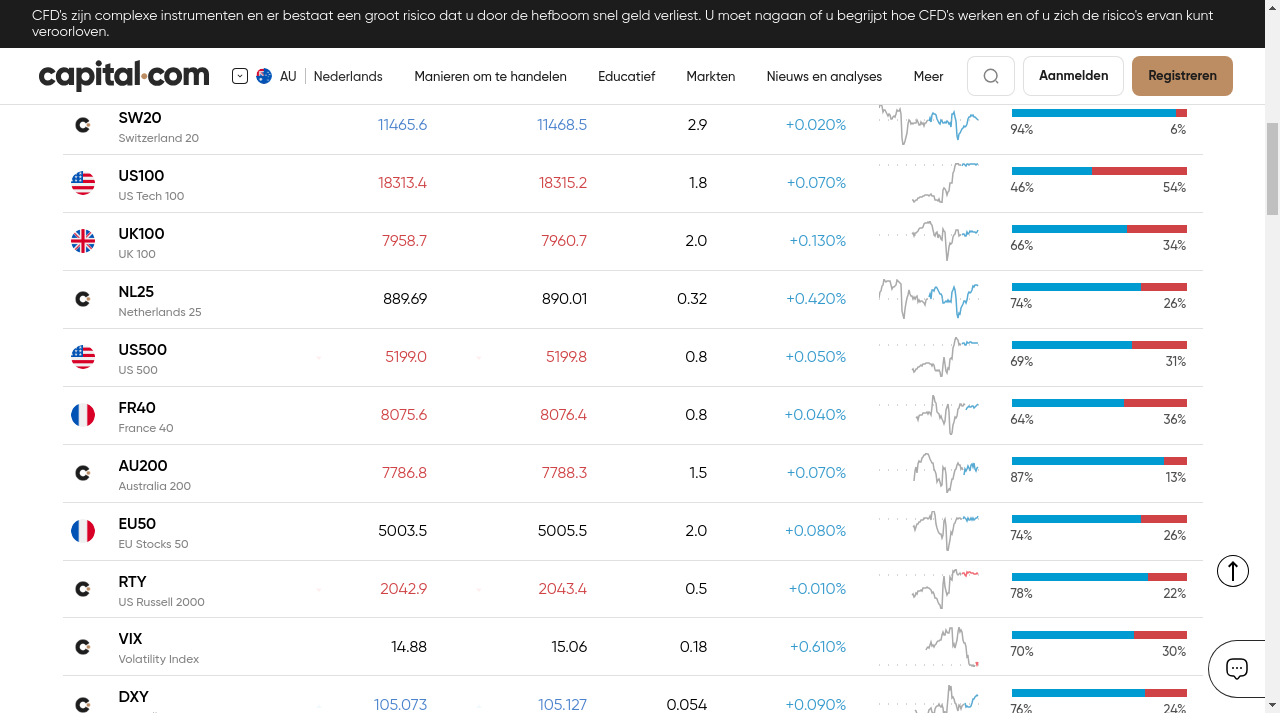 CFD's zijn complexe instrumenten en er bestaat een groot risico dat u door de hefboom snel geld verliest. U moet nagaan of u begrijpt hoe CFD's werken en of u zich de risico's ervan kunt
veroorloven.
capital.com AU Nederlands Manieren om te handelen Educatief Markten Nieuws en analyses Meer Aanmelden Registreren
SW20 11465.6 11468.5 2.9 +0.020%
Switzerland 20 94% 6%
US100 18313.4 18315.2 1.8 +0.070%
US Tech 100 46% 54%
UK100 7958.7 7960.7 2.0 +0.130%
UK 100 66% 34%
NL25 889.69 890.01 0.32 +0.420%
Netherlands 25 74% 26%
US500 5199.0 5199.8 0.8 +0.050%
US 500 69% 31%
FR40 8075.6 8076.4 0.8 +0.040%
France 40 64% 36%
AU200 7786.8 7788.3 1.5 +0.070%
Australia 200 87% 13%
EU50 5003.5 5005.5 2.0 +0.080%
EU Stocks 50 74% 26%
RTY 2042.9 2043.4 0.5 +0.010%
US Russell 2000 78% 22%
VIX 14.88 15.06 0.18 +0.610%
Volatility Index 70% 30%
DXY 105.073 105.127 0.054 +0.090%
76% 24%